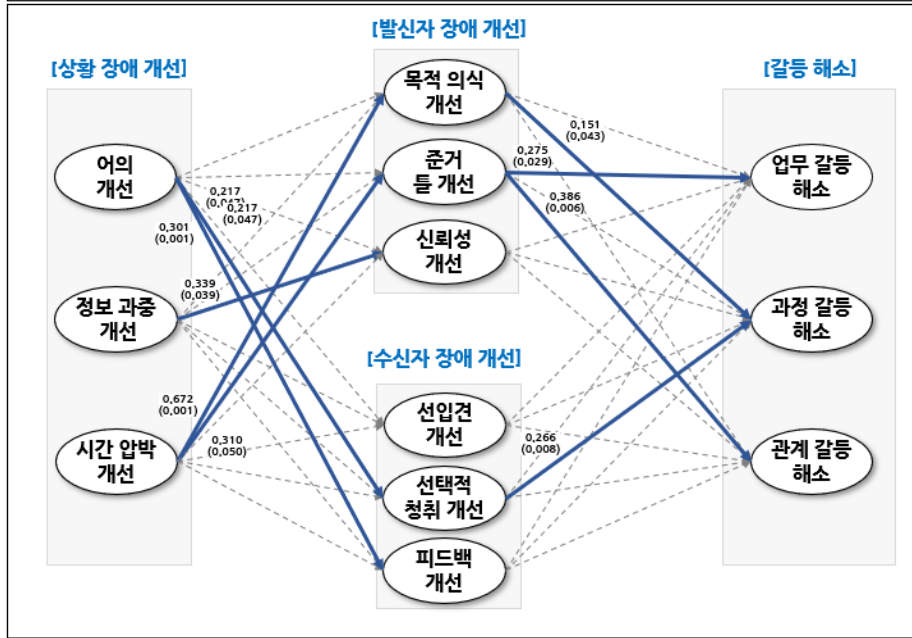 [발신자 장애 개선]
[상황 장애 개선]
[갈등 해소]
목적 의식
개선
어의
개선
준거
틀 개선
신뢰성
개선
업무 갈등
해소
0,151
(0,043)
0,275
(0,029)
0,386
(0,006)
0,217
0,217
(0,047)
0,301
(0,001)
0,339
(0,039)
정보 과중
개선
과정 갈등
해소
[수신자 장애 개선]
0,672
(0,001)
0,310
(0,050)
시간 압박
개선
선입견
개선
0,266
(0,008)
선택적
청취 개선
피드백
개선
관계 갈등
해소